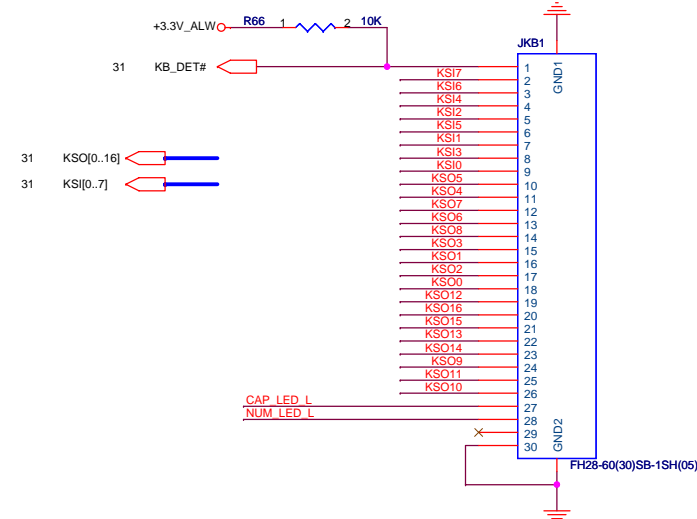 +3.3V_ALW R66 1 2 10K
JKB1
GND1
31 KB_DET# 1
KSI7 2
KSI6 3
KSI4 4
KSI2 5
KSI5 6
KSI1 7
KSI3 8
KSI0 9
KSO5 10
KSO4 11
KSO7 12
KSO6 13
KSO8 14
KSO3 15
KSO1 16
KSO2 17
KSO0 18
KSO12 19
KSO16 20
KSO15 21
KSO13 22
KSO14 23
KSO9 24
KSO11 25
KSO10 26
CAP_LED_L 27
NUM_LED_L 28
29
30
GND2
31 KSO[0..16]
31 KSI[0..7]
FH28-60(30)SB-1SH(05)